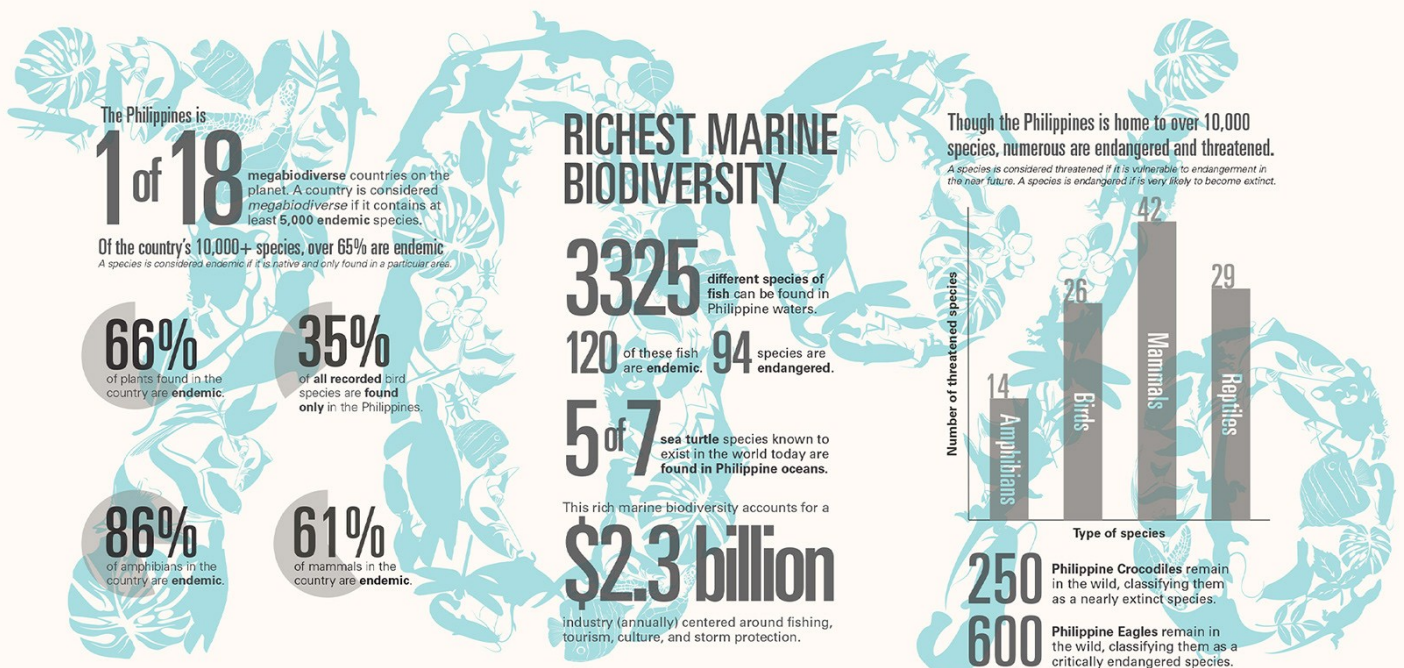 The Philippines is
1 of 18
megabiodiverse countries on the
planet. A country is considered
megabiodiverse if it contains at
least 5,000 endemic species.
Of the country's 10,000+ species, over 65% are endemic
A species is considered endemic if it is native and only found in a particular area.
66%
of plants found in the
country are endemic.
35%
of all recorded bird
species are found
only in the Philippines.
86%
of amphibians in the
country are endemic.
61%
of mammals in the
country are endemic.
RICHEST MARINE
BIODIVERSITY
3325
different species of
fish can be found in
Philippine waters.
120
of these fish
are endemic.
94
species are
endangered.
5 of 7
sea turtle species known to
exist in the world today are
found in Philippine oceans.
This rich marine biodiversity accounts for a
$2.3 billion
industry (annually) centered around fishing,
tourism, culture, and storm protection.
Though the Philippines is home to over 10,000
species, numerous are endangered and threatened.
A species is considered threatened if it is vulnerable to endangerment in
the near future. A species is endangered if is very likely to become extinct.
Number of threatened species
14
Amphibians
26
Birds
42
Mammals
29
Reptiles
Type of species
250
Philippine Crocodiles remain
in the wild, classifying them
as a nearly extinct species.
600
Philippine Eagles remain in
the wild, classifying them as a
critically endangered species.